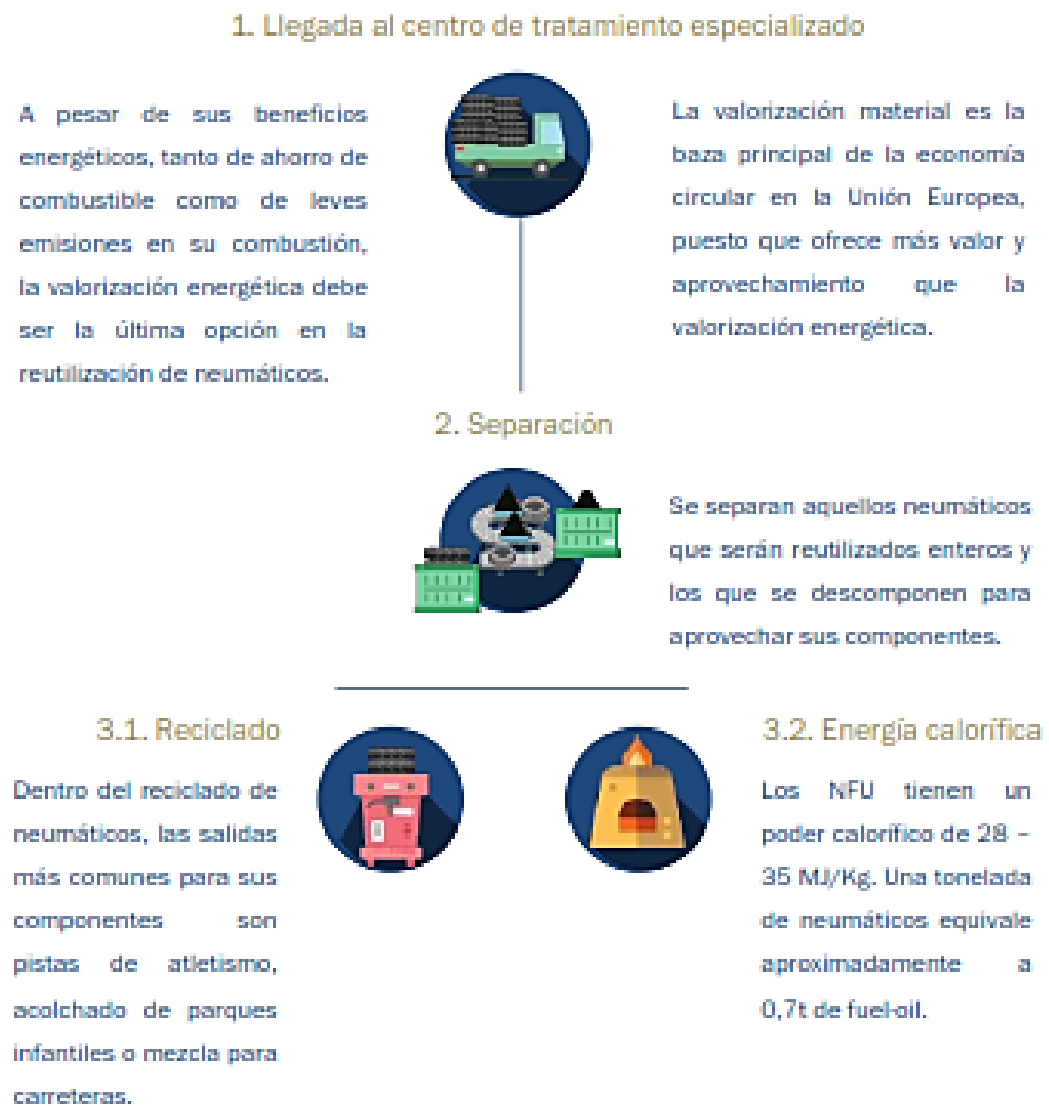 1. Llegada al centro de tratamiento especializado
A pesar de sus beneficios
energéticos, tanto de ahorro de
combustible como de leves
emisiones en su combustión,
la valorización energética debe
ser la última opción en la
reutilización de neumáticos.
La valorización material es la
baza principal de la economía
circular en la Unión Europea,
puesto que ofrece más valor y
aprovechamiento que la
valorización energética.
2. Separación
Se separan aquellos neumáticos
que serán reutilizados enteros y
los que se descomponen para
aprovechar sus componentes.
3.1. Reciclado
Dentro del reciclado de
neumáticos, las salidas
más comunes para sus
componentes son
pistas de atletismo,
acolchado de parques
infantiles o mezcla para
carreteras.
3.2. Energía calorífica
Los NFU tienen un
poder calorífico de 28 –
35 MJ/Kg. Una tonelada
de neumáticos equivale
aproximadamente a
0,7t de fuel-oil.